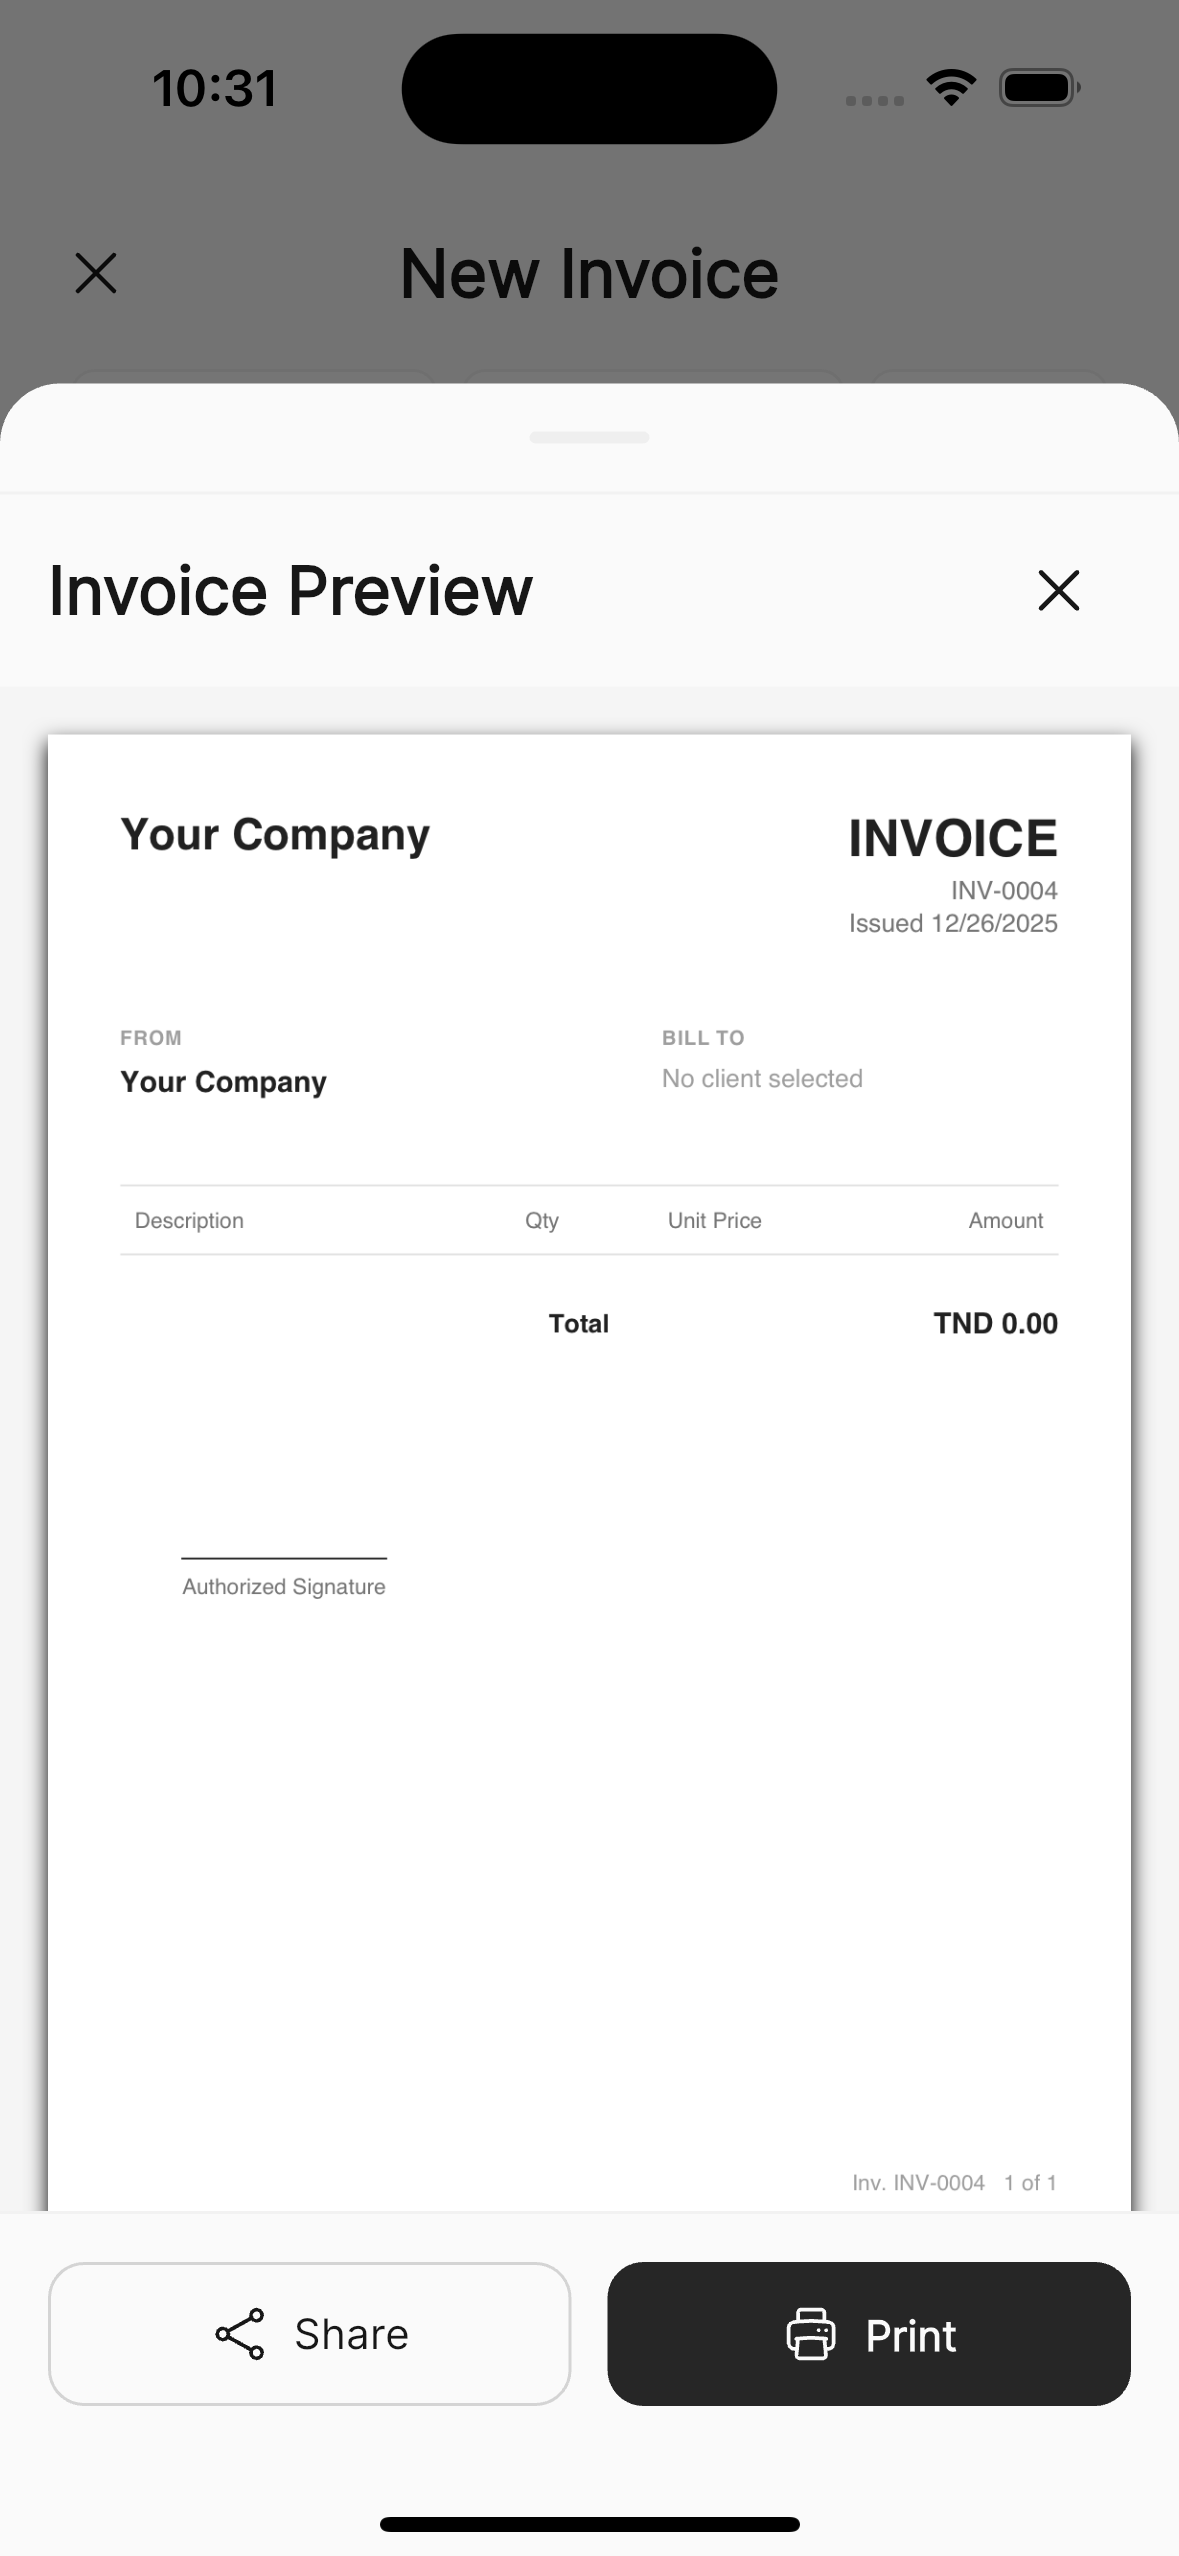 10:31
New Invoice
Invoice Preview
Your Company
INVOICE
INV-0004
Issued 12/26/2025
FROM
BILL TO
Your Company
No client selected
Description Qty Unit Price Amount
Total TND 0.00
Authorized Signature
Inv. INV-0004 1 of 1
Share
Print